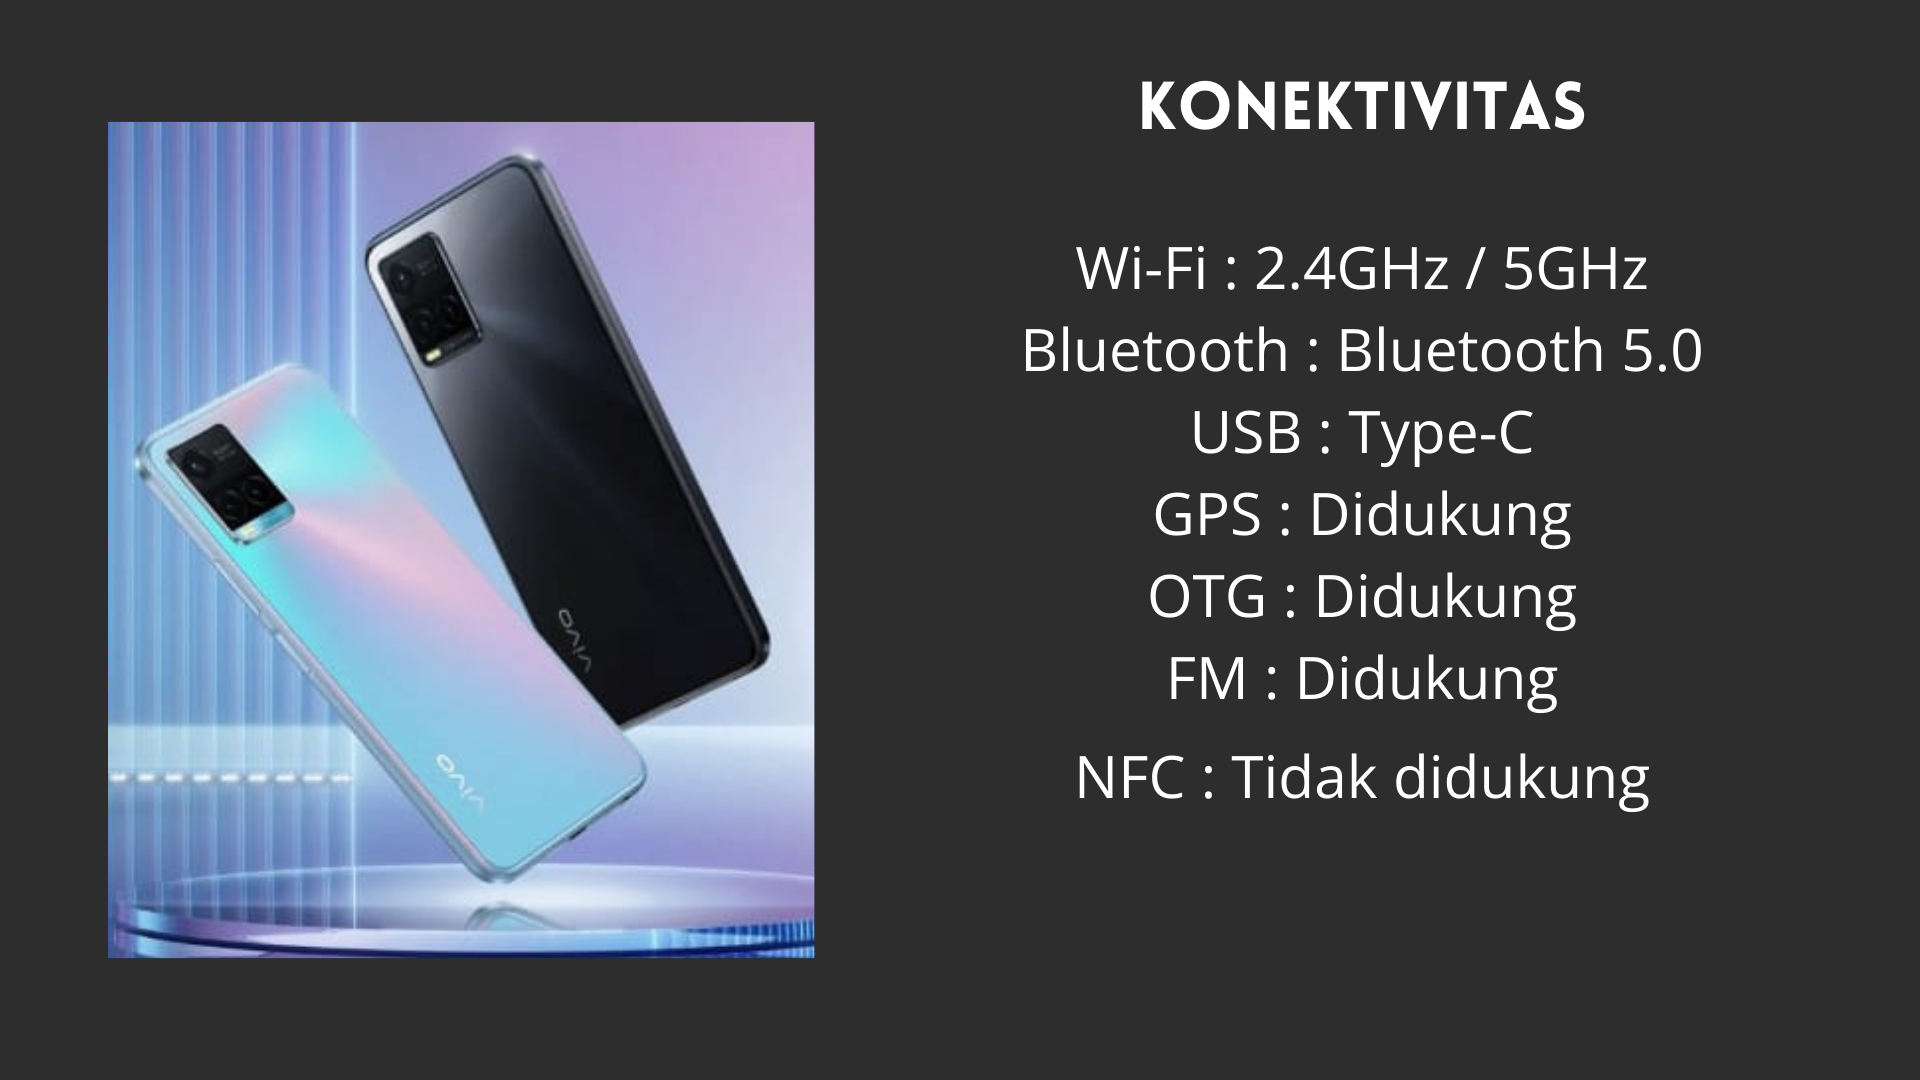 KONEKTIVITAS
Wi-Fi : 2.4GHz / 5GHz
Bluetooth : Bluetooth 5.0
USB : Type-C
GPS : Didukung
OTG : Didukung
FM : Didukung
NFC : Tidak didukung
vivo
vivo